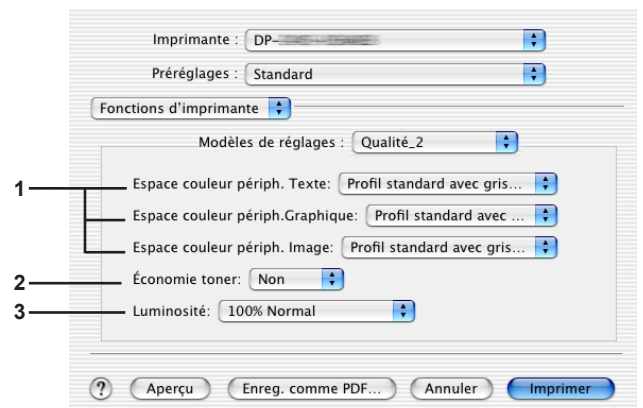 Imprimante : DP-
Préréglages : Standard
Fonctions d'imprimante
Modèles de réglages : Qualité_2
1 Espace couleur périph. Texte: Profil standard avec gris...
Espace couleur périph.Graphique: Profil standard avec ...
Espace couleur périph. Image: Profil standard avec gris...
2 Économie toner: Non
3 Luminosité: 100% Normal
? Aperçu Enreg. comme PDF... Annuler Imprimer